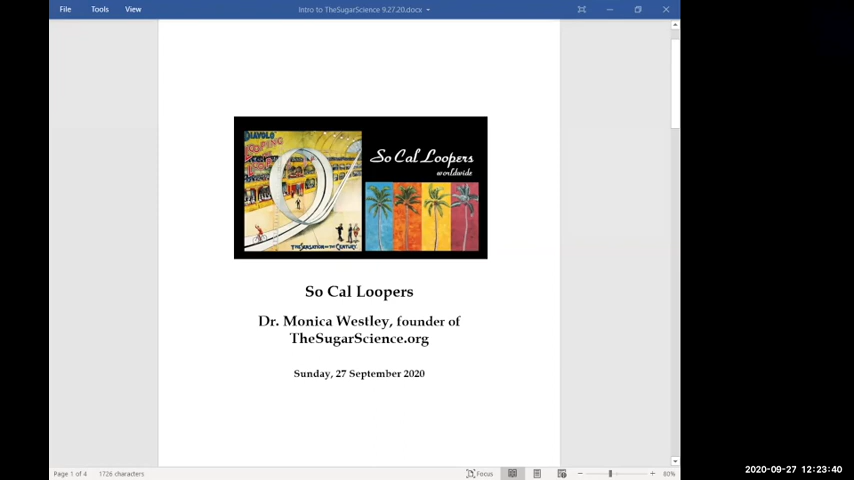 File Tools View Intro to TheSugarScience 9.27.20.docx
DIAVOLO
LOOPING
THE SENSATION OF THE CENTURY
So Cal Loopers
worldwide
So Cal Loopers
Dr. Monica Westley, founder of
TheSugarScience.org
Sunday, 27 September 2020
Page 1 of 4 1726 characters Focus 80%
2020-09-27 12:23:40